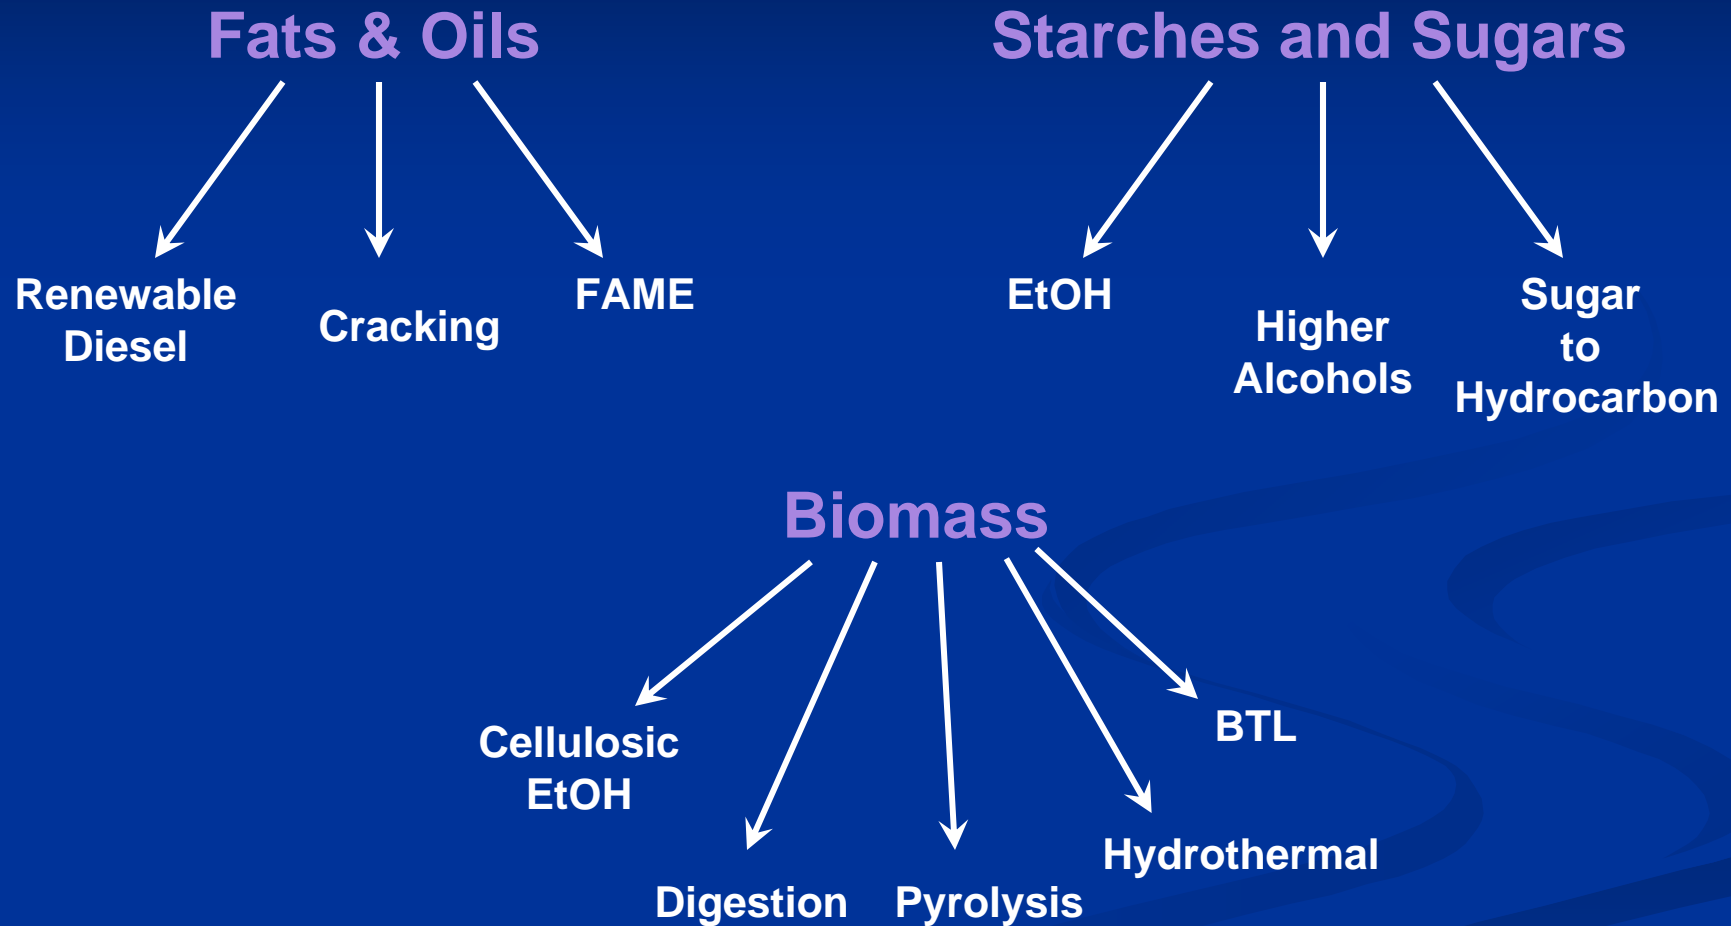 Fats & Oils
Renewable
Diesel
Cracking
FAME
Starches and Sugars
EtOH
Higher
Alcohols
Sugar
to
Hydrocarbon
Biomass
Cellulosic
EtOH
Digestion
Pyrolysis
Hydrothermal
BTL